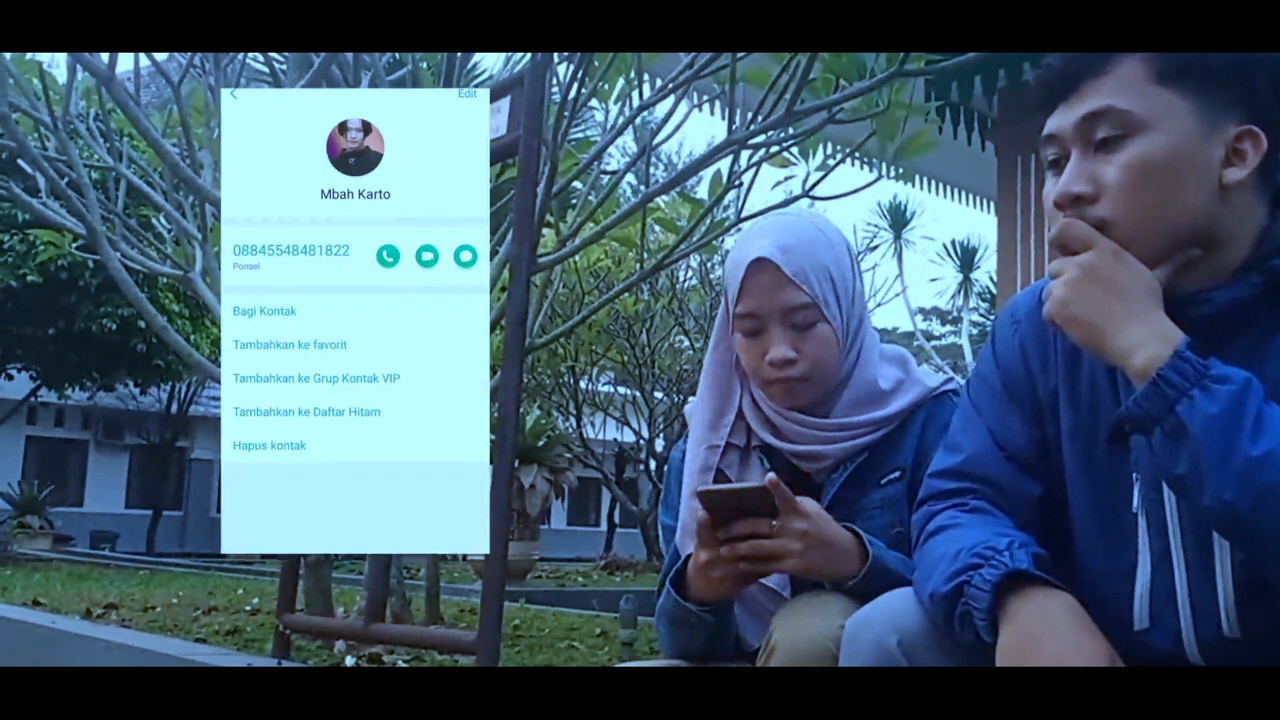 Edit
Mbah Karto
08845548481822
Ponsel
Bagi Kontak
Tambahkan ke favorit
Tambahkan ke Grup Kontak VIP
Tambahkan ke Daftar Hitam
Hapus kontak